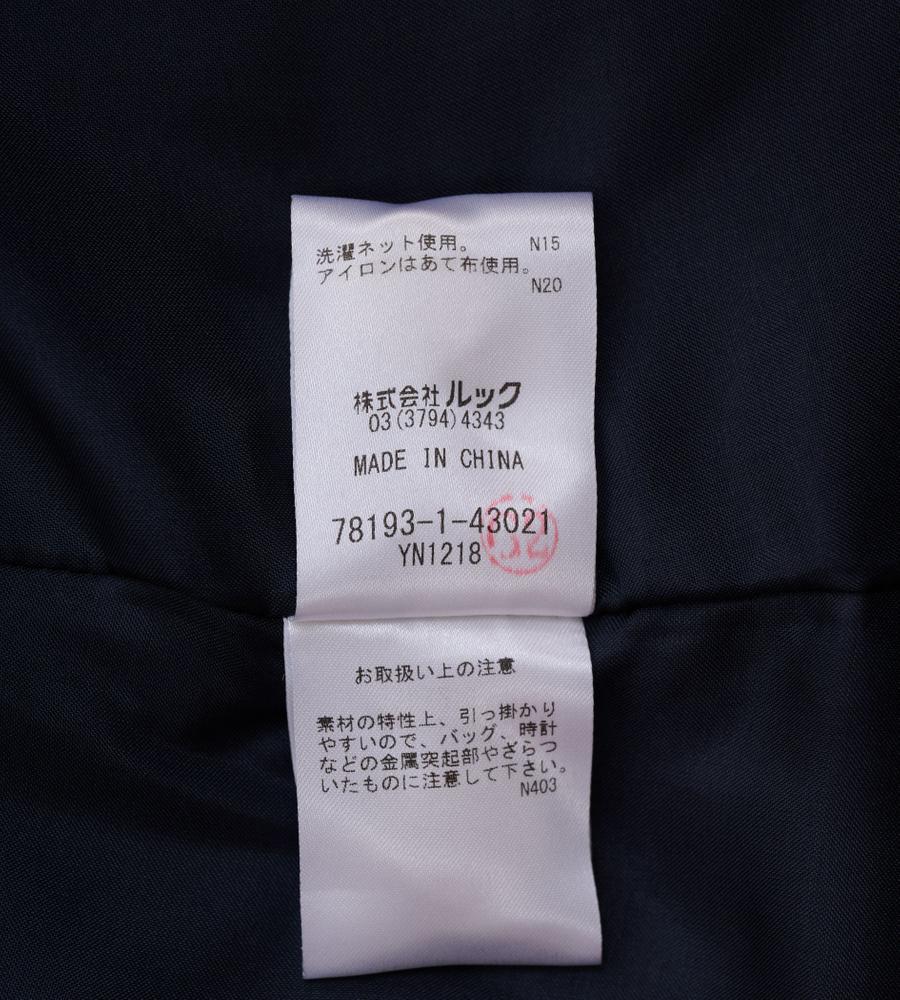 洗濯ネット使用。 N15
アイロンはあて布使用。
N20
株式会社ルック
03(3794)4343
MADE IN CHINA
78193-1-43021
YN1218
お取扱い上の注意
素材の特性上、引っ掛かり
やすいので、バッグ、時計
などの金属突起部やざらつ
いたものに注意して下さい。
N403